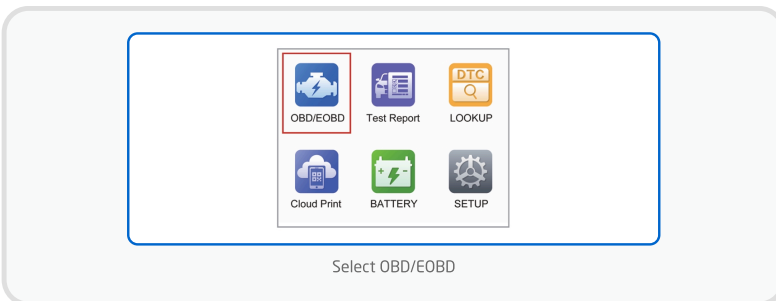 DTC
OBD/EOBD Test Report LOOKUP
Cloud Print BATTERY SETUP
Select OBD/EOBD